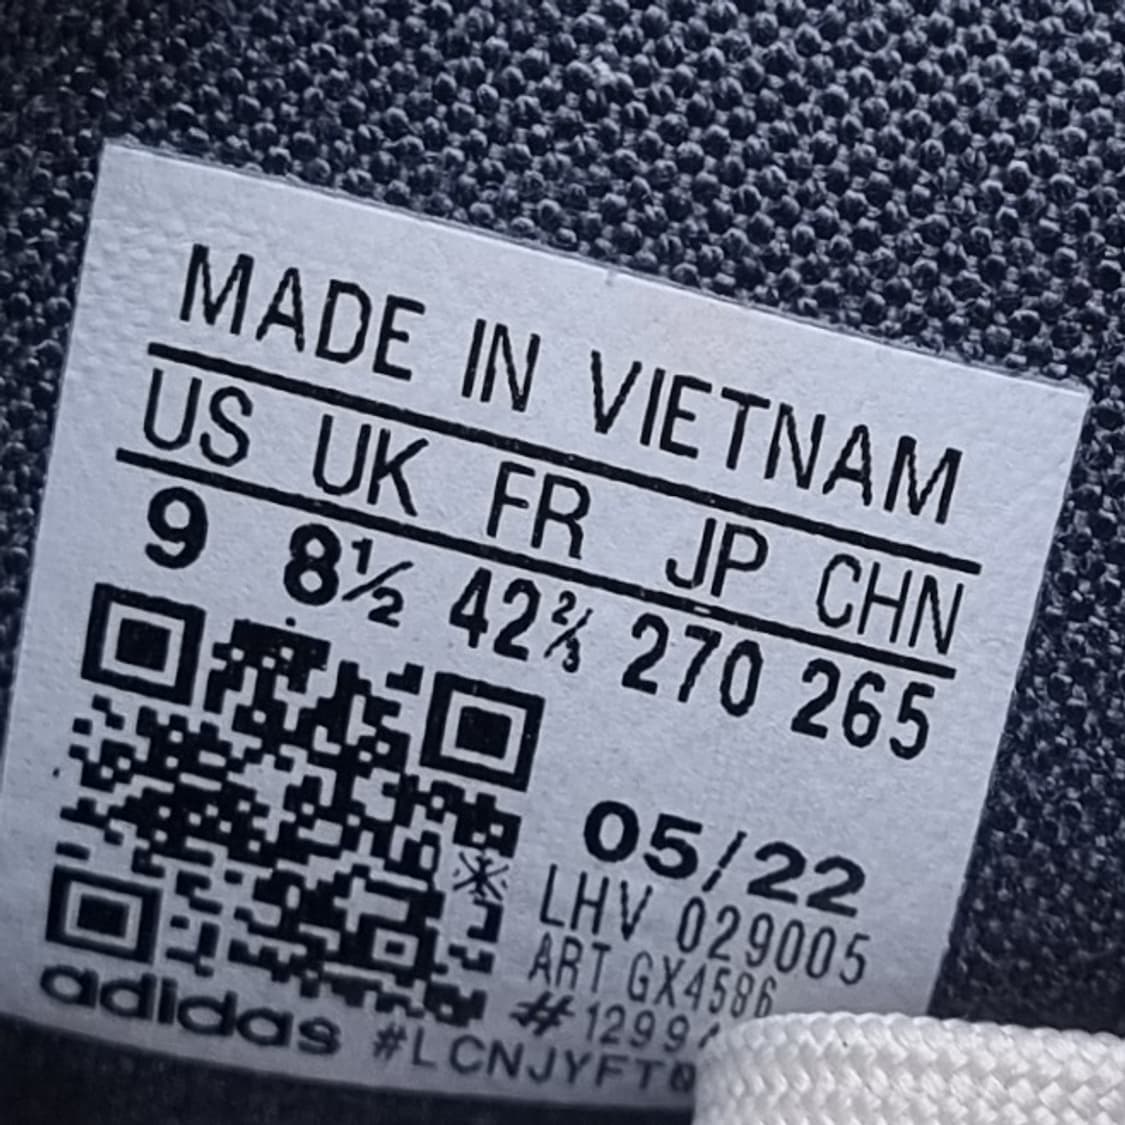 MADE IN VIETNAM
US UK FR JP CHN
9 8½ 42⅔ 270 265
05/22
LHV 029005
ART GX4586
adidas